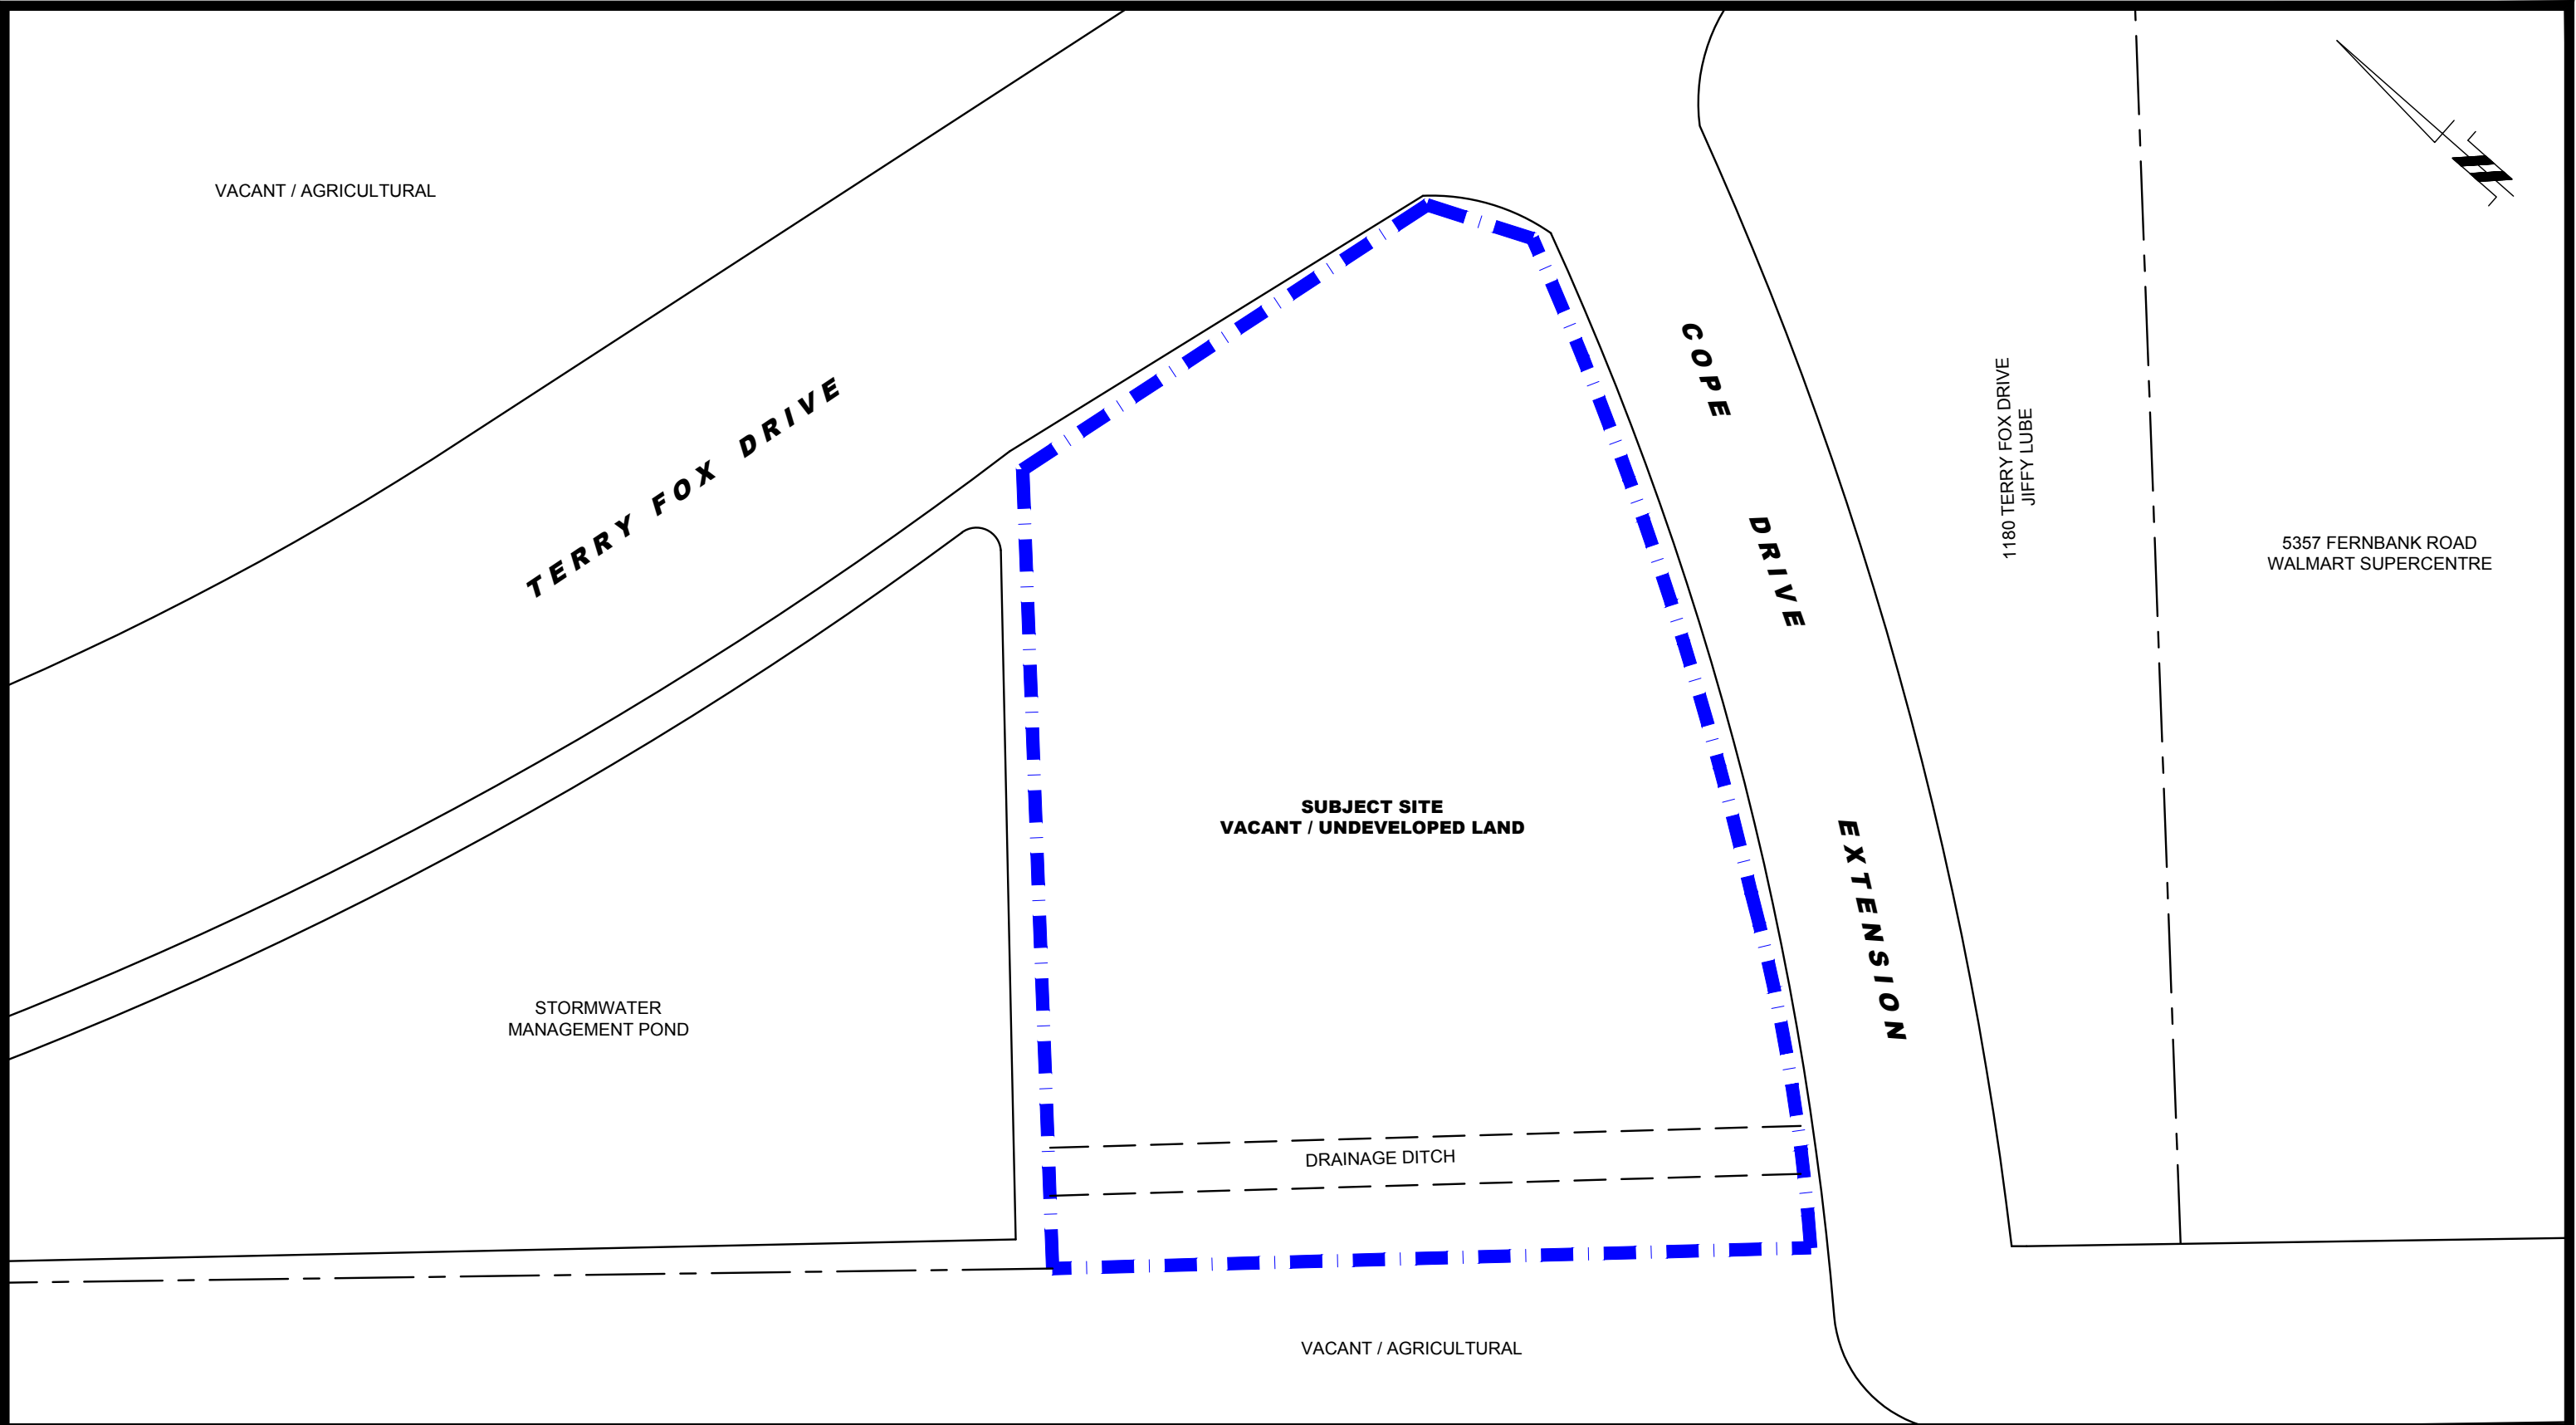 VACANT / AGRICULTURAL
TERRY FOX DRIVE
COPE DRIVE EXTENSION
1180 TERRY FOX DRIVE
JIFFY LUBE
5357 FERNBANK ROAD
WALMART SUPERCENTRE
SUBJECT SITE
VACANT / UNDEVELOPED LAND
STORMWATER
MANAGEMENT POND
DRAINAGE DITCH
VACANT / AGRICULTURAL